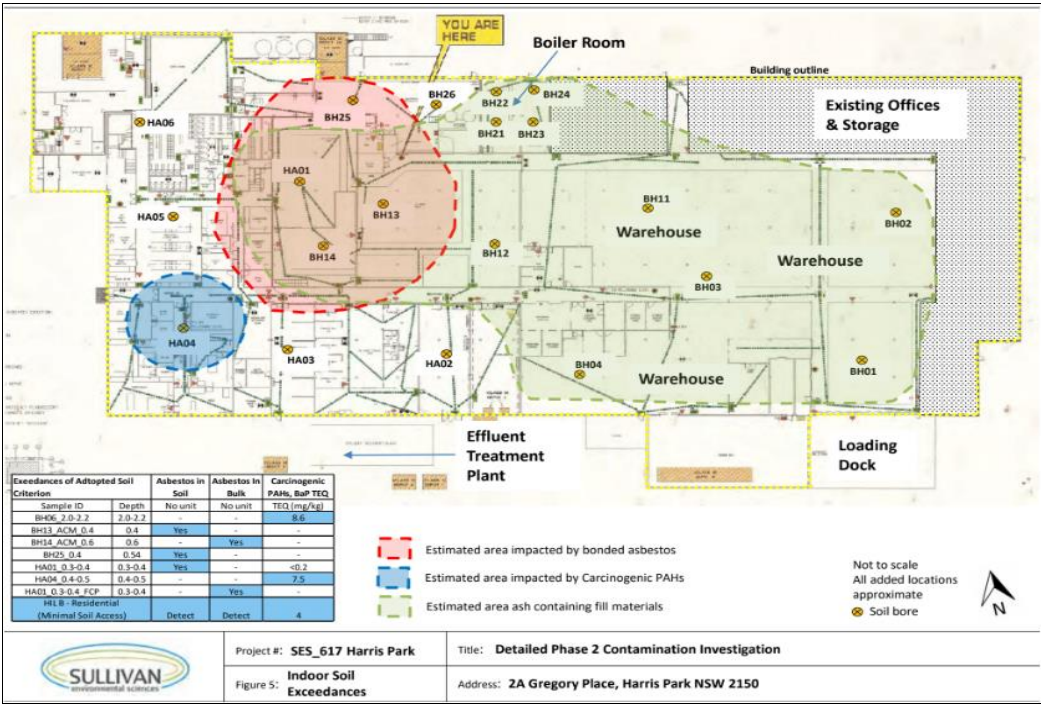 YOU ARE
HERE
Boiler Room
Building outline
Existing Offices
& Storage
BH26
BH22
BH24
BH25
BH21
BH23
HA06
HA01
BH13
BH11
BH02
HA05
Warehouse
BH14
BH12
Warehouse
BH03
HA04
HA03
HA02
BH04
Warehouse
BH01
Effluent
Treatment
Plant
Loading
Dock
Exeedances of Adtopted Soil Criterion | Asbestos in Soil | Asbestos In Bulk | Carcinogenic PAHs, BaP TEQ
Sample ID | Depth | No unit | No unit | TEQ (mg/kg)
BH06_2.0-2.2 | 2.0-2.2 | - | - | 8.6
BH13_ACM_0.4 | 0.4 | Yes | - | -
BH14_ACM_0.6 | 0.6 | - | Yes | -
BH25_0.4 | 0.54 | Yes | - | -
HA01_0.3-0.4 | 0.3-0.4 | Yes | - | <0.2
HA04_0.4-0.5 | 0.4-0.5 | - | - | 7.5
HA01_0.3-0.4_FCP | 0.3-0.4 | - | Yes | -
HIL B - Residential (Minimal Soil Access) | Detect | Detect | 4
Estimated area impacted by bonded asbestos
Estimated area impacted by Carcinogenic PAHs
Estimated area ash containing fill materials
Not to scale
All added locations
approximate
Soil bore
N
SULLIVAN
environmental sciences
Project #: SES_617 Harris Park
Title: Detailed Phase 2 Contamination Investigation
Figure 5: Indoor Soil
Exceedances
Address: 2A Gregory Place, Harris Park NSW 2150